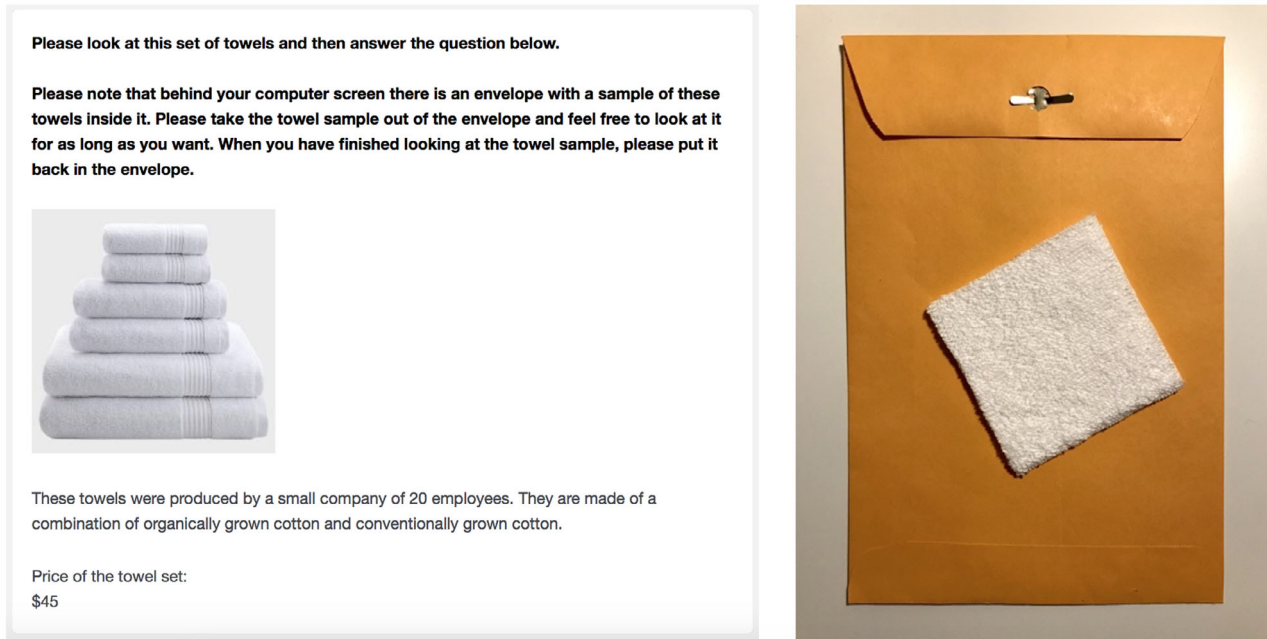 Please look at this set of towels and then answer the question below.
Please note that behind your computer screen there is an envelope with a sample of these
towels inside it. Please take the towel sample out of the envelope and feel free to look at it
for as long as you want. When you have finished looking at the towel sample, please put it
back in the envelope.
These towels were produced by a small company of 20 employees. They are made of a
combination of organically grown cotton and conventionally grown cotton.
Price of the towel set:
$45